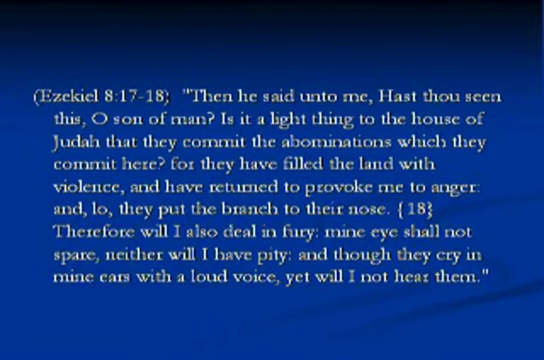 (Ezekiel 8:17-18) "Then he said unto me, Hast thou seen
this, O son of man? Is it a light thing to the house of
Judah that they commit the abominations which they
commit here? for they have filled the land with
violence, and have returned to provoke me to anger:
and, lo, they put the branch to their nose. {18}
Therefore will I also deal in fury: mine eye shall not
spare, neither will I have pity: and though they cry in
mine ears with a loud voice, yet will I not hear them."